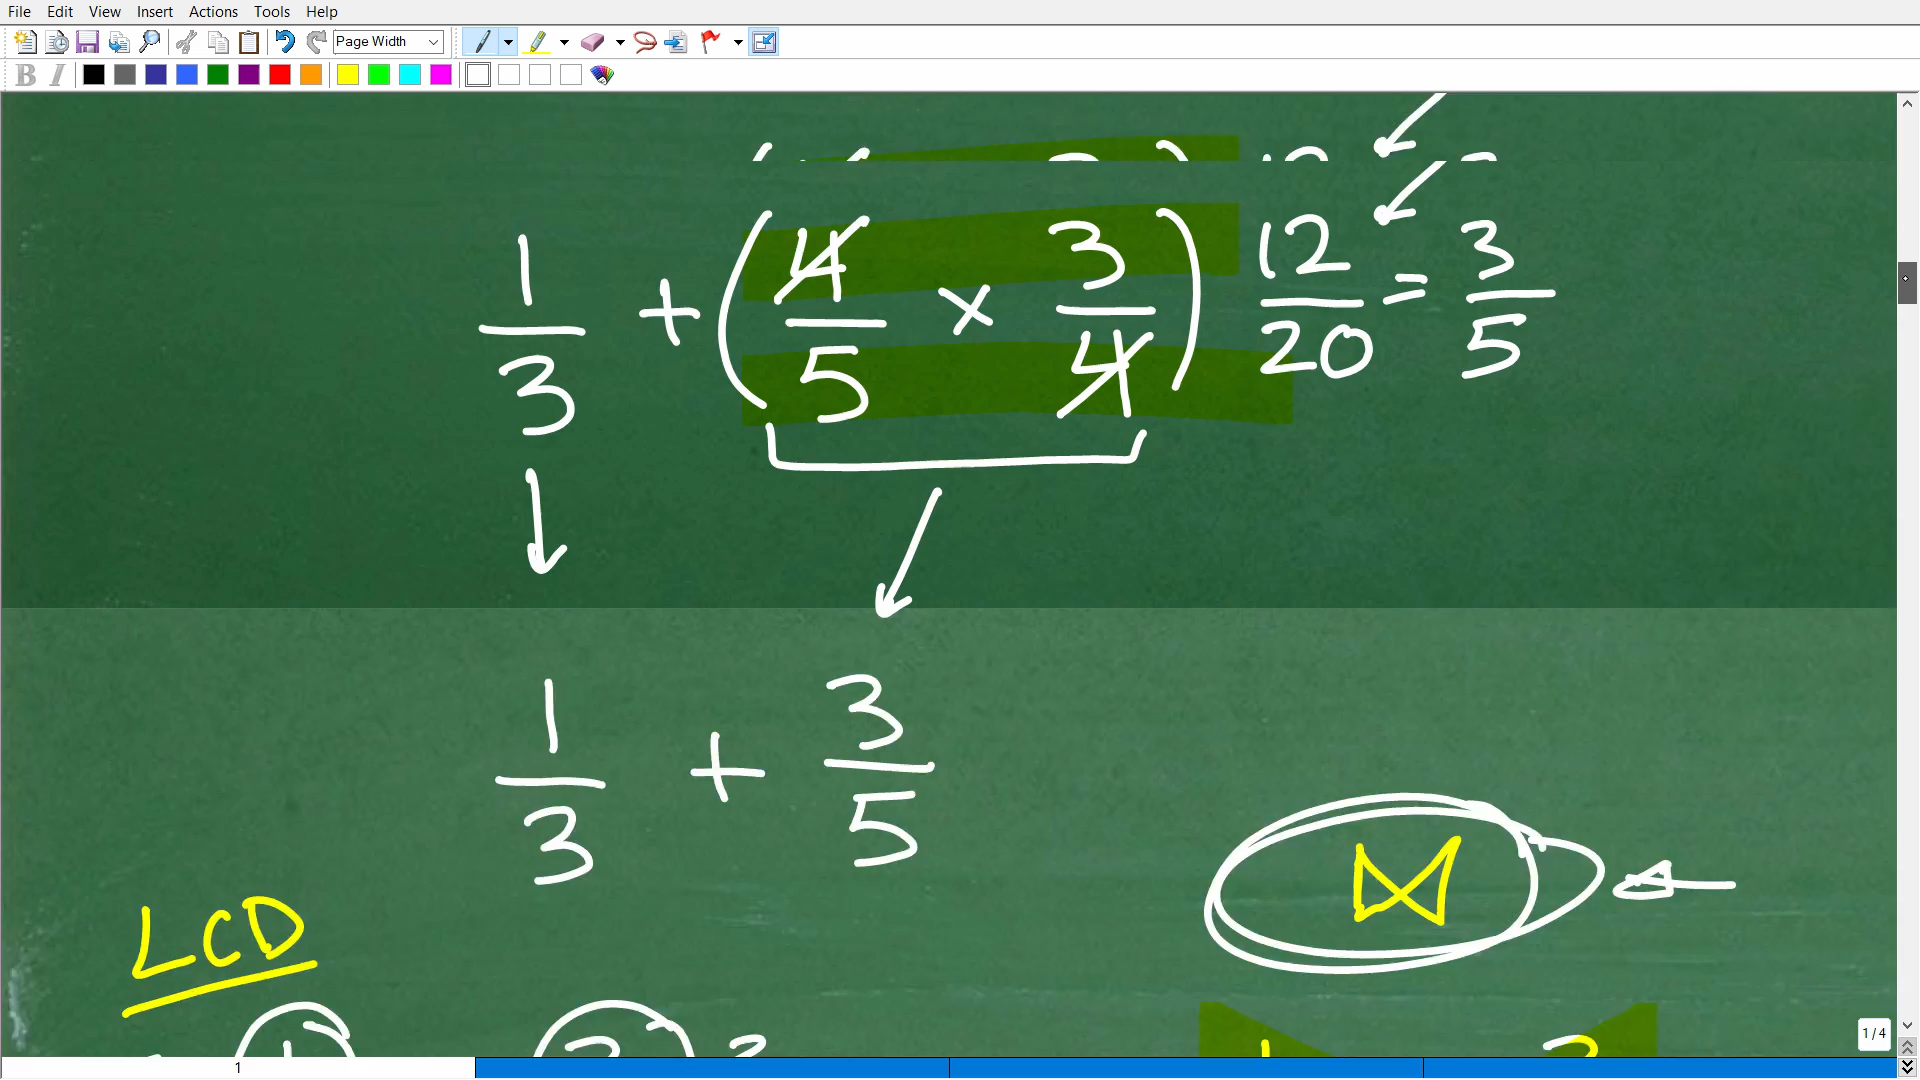 File Edit View Insert Actions Tools Help
Page Width
B I
1/3 + (4/5 × 3/4) 12/20 = 3/5
1/3 + 3/5
LCD
1 / 4
1